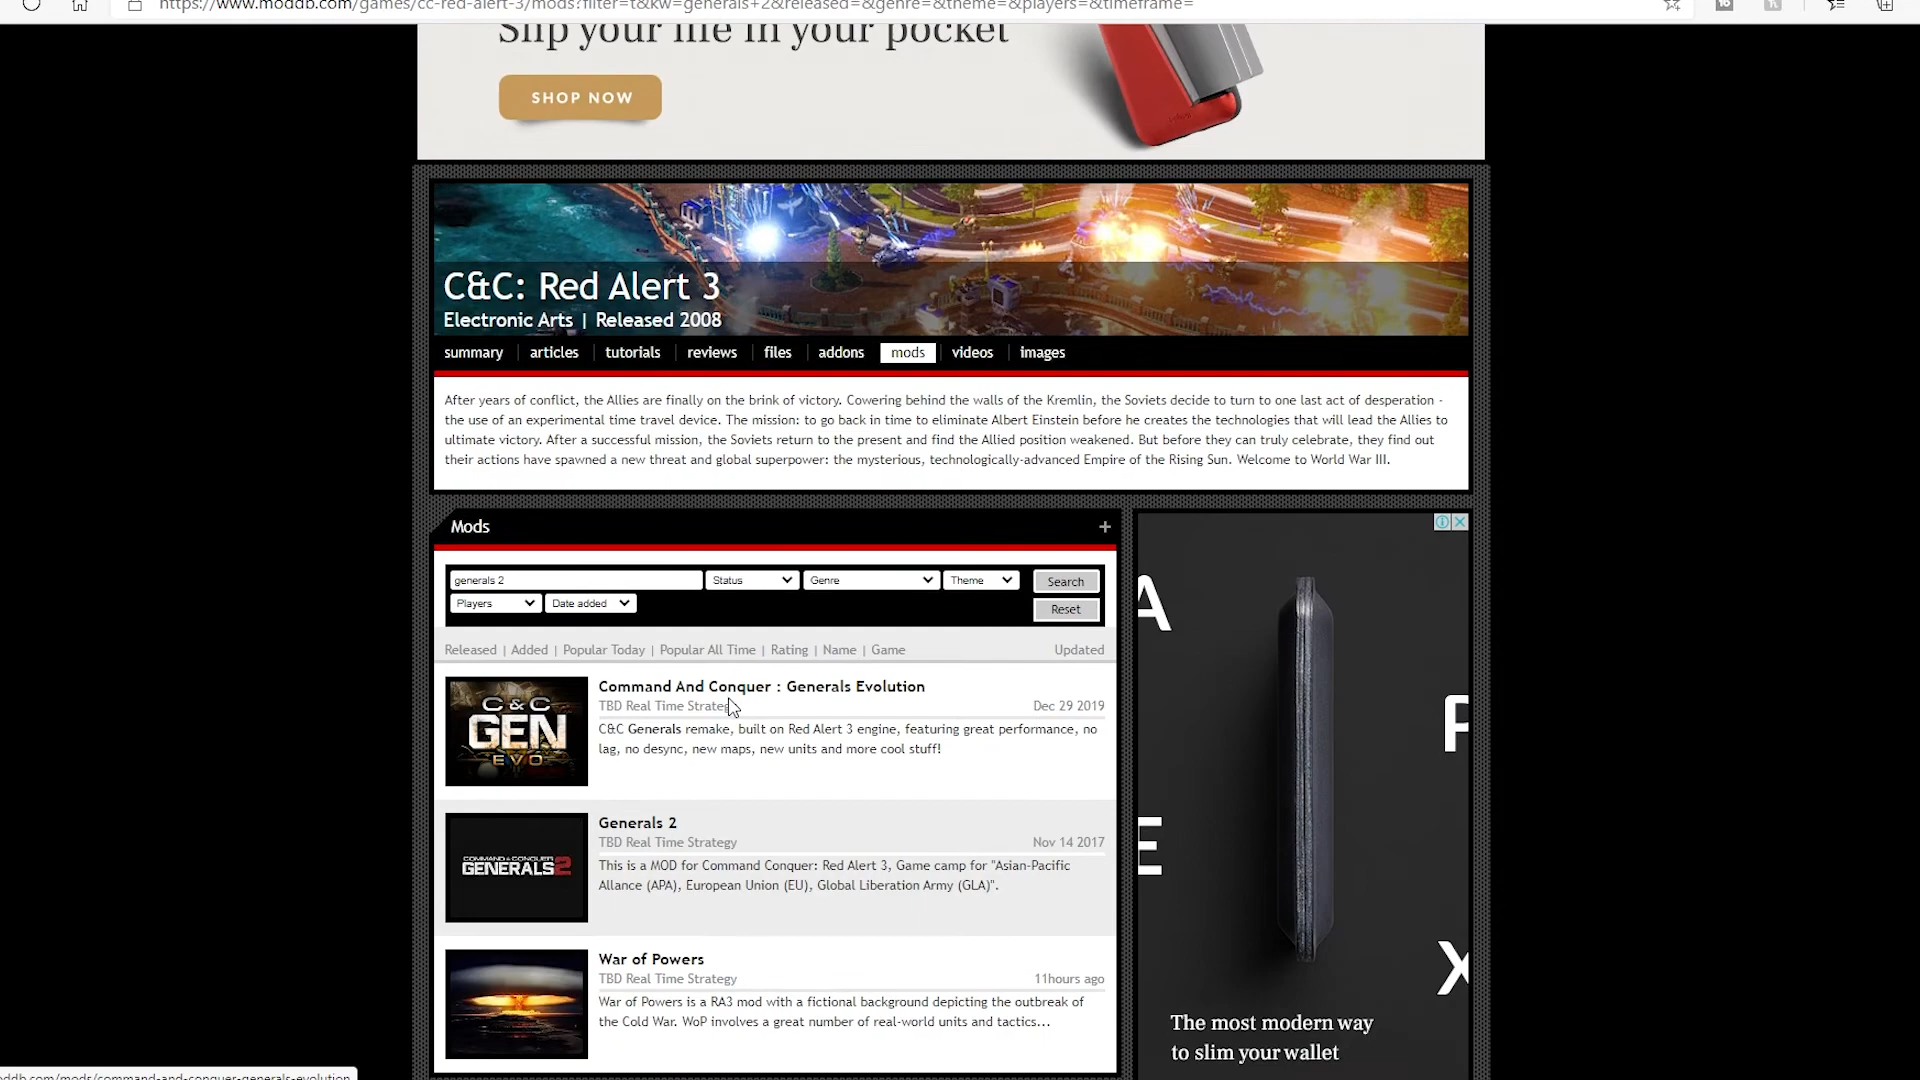 https://www.moddb.com/games/cc-red-alert-3/mods?filter=t&kw=generals+2&released=&genre=&theme=&players=&timeframe=
Slip your life in your pocket
SHOP NOW
C&C: Red Alert 3
Electronic Arts | Released 2008
summary | articles | tutorials | reviews | files | addons | mods | videos | images
After years of conflict, the Allies are finally on the brink of victory. Cowering behind the walls of the Kremlin, the Soviets decide to turn to one last act of desperation -
the use of an experimental time travel device. The mission: to go back in time to eliminate Albert Einstein before he creates the technologies that will lead the Allies to
ultimate victory. After a successful mission, the Soviets return to the present and find the Allied position weakened. But before they can truly celebrate, they find out
their actions have spawned a new threat and global superpower: the mysterious, technologically-advanced Empire of the Rising Sun. Welcome to World War III.
Mods +
generals 2 Status Genre Theme Search
Players Date added Reset
Released | Added | Popular Today | Popular All Time | Rating | Name | Game Updated
C & C
GEN
EVO
Command And Conquer : Generals Evolution
TBD Real Time Strategy Dec 29 2019
C&C Generals remake, built on Red Alert 3 engine, featuring great performance, no
lag, no desync, new maps, new units and more cool stuff!
COMMAND & CONQUER
GENERALS 2
Generals 2
TBD Real Time Strategy Nov 14 2017
This is a MOD for Command Conquer: Red Alert 3, Game camp for "Asian-Pacific
Allance (APA), European Union (EU), Global Liberation Army (GLA)".
War of Powers
TBD Real Time Strategy 11hours ago
War of Powers is a RA3 mod with a fictional background depicting the outbreak of
the Cold War. WoP involves a great number of real-world units and tactics...
A
P
E
X
The most modern way
to slim your wallet
oddb.com/mods/command-and-conquer-generals-evolution